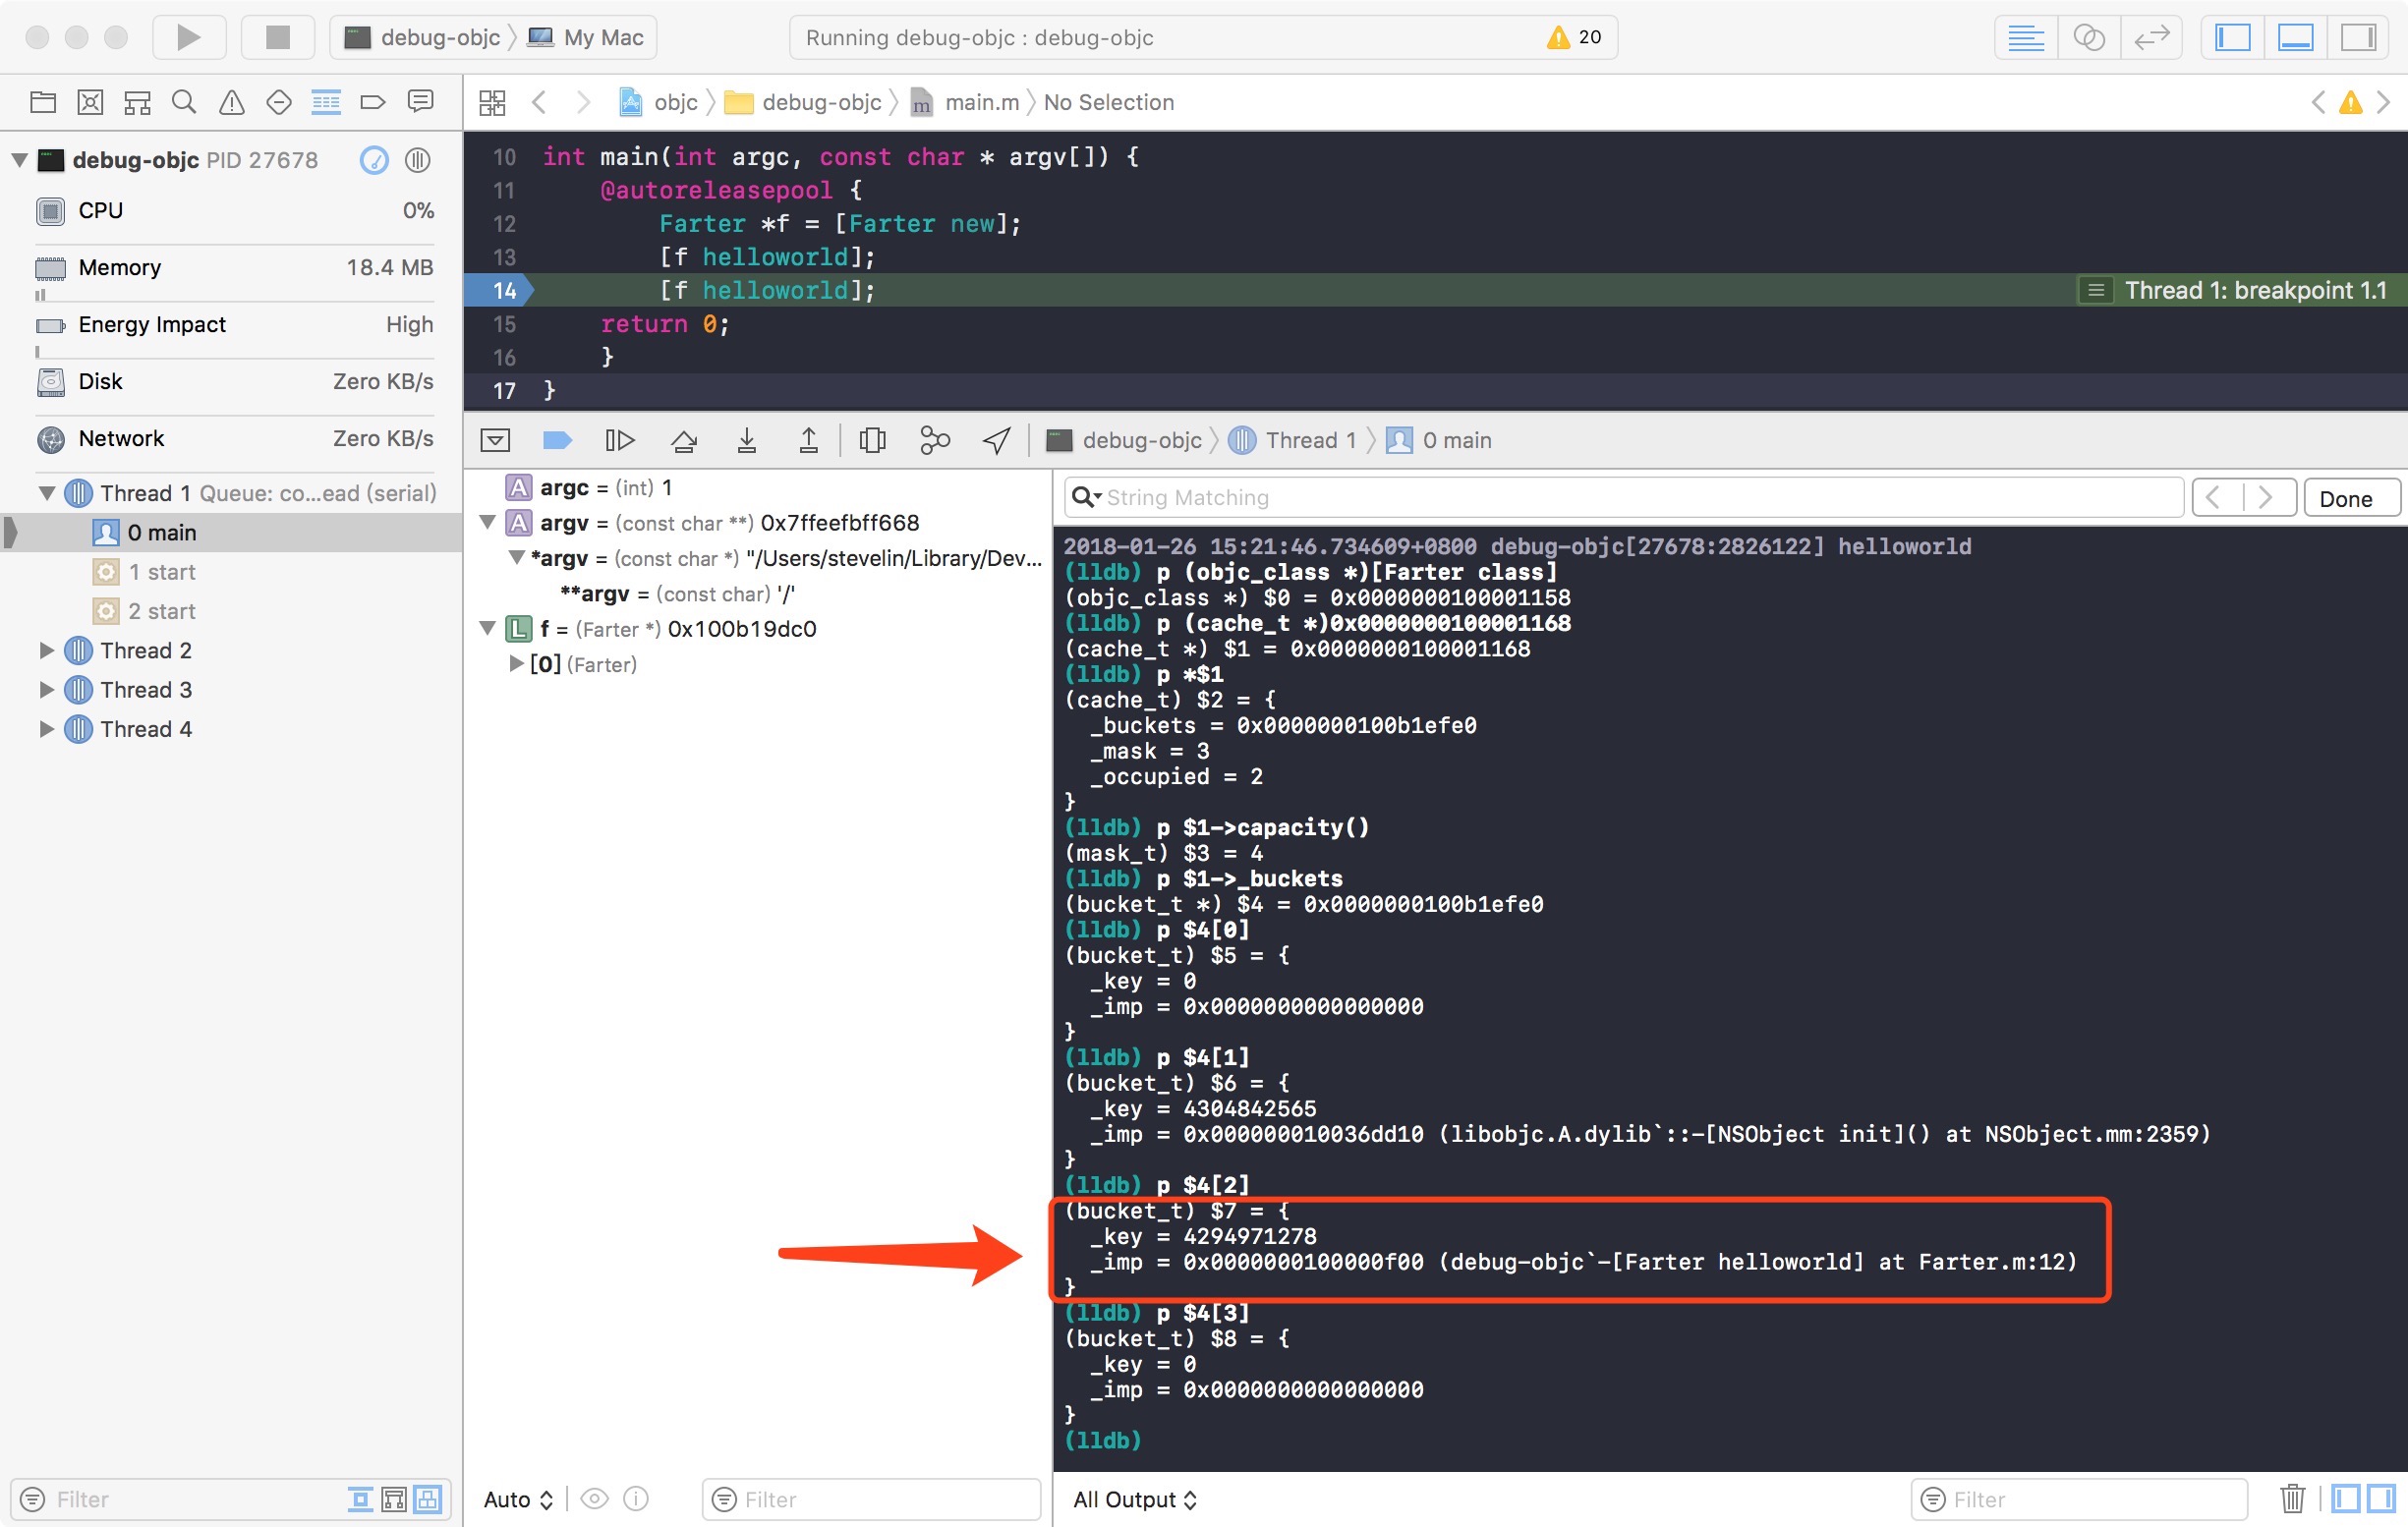 debug-objc My Mac
Running debug-objc : debug-objc
20
objc debug-objc m main.m No Selection
debug-objc PID 27678
CPU 0%
Memory 18.4 MB
Energy Impact High
Disk Zero KB/s
Network Zero KB/s
Thread 1 Queue: co...ead (serial)
0 main
1 start
2 start
Thread 2
Thread 3
Thread 4
Filter
10 int main(int argc, const char * argv[]) {
11 @autoreleasepool {
12 Farter *f = [Farter new];
13 [f helloworld];
14 [f helloworld];
Thread 1: breakpoint 1.1
15 return 0;
16 }
17 }
debug-objc Thread 1 0 main
A argc = (int) 1
A argv = (const char **) 0x7ffeefbff668
*argv = (const char *) "/Users/stevelin/Library/Dev...
**argv = (const char) '/'
L f = (Farter *) 0x100b19dc0
[0] (Farter)
Auto
Filter
String Matching
Done
2018-01-26 15:21:46.734609+0800 debug-objc[27678:2826122] helloworld
(lldb) p (objc_class *)[Farter class]
(objc_class *) $0 = 0x0000000100001158
(lldb) p (cache_t *)0x0000000100001168
(cache_t *) $1 = 0x0000000100001168
(lldb) p *$1
(cache_t) $2 = {
_buckets = 0x0000000100b1efe0
_mask = 3
_occupied = 2
}
(lldb) p $1->capacity()
(mask_t) $3 = 4
(lldb) p $1->_buckets
(bucket_t *) $4 = 0x0000000100b1efe0
(lldb) p $4[0]
(bucket_t) $5 = {
_key = 0
_imp = 0x0000000000000000
}
(lldb) p $4[1]
(bucket_t) $6 = {
_key = 4304842565
_imp = 0x000000010036dd10 (libobjc.A.dylib`::-[NSObject init]() at NSObject.mm:2359)
}
(lldb) p $4[2]
(bucket_t) $7 = {
_key = 4294971278
_imp = 0x0000000100000f00 (debug-objc`-[Farter helloworld] at Farter.m:12)
}
(lldb) p $4[3]
(bucket_t) $8 = {
_key = 0
_imp = 0x0000000000000000
}
(lldb)
All Output
Filter